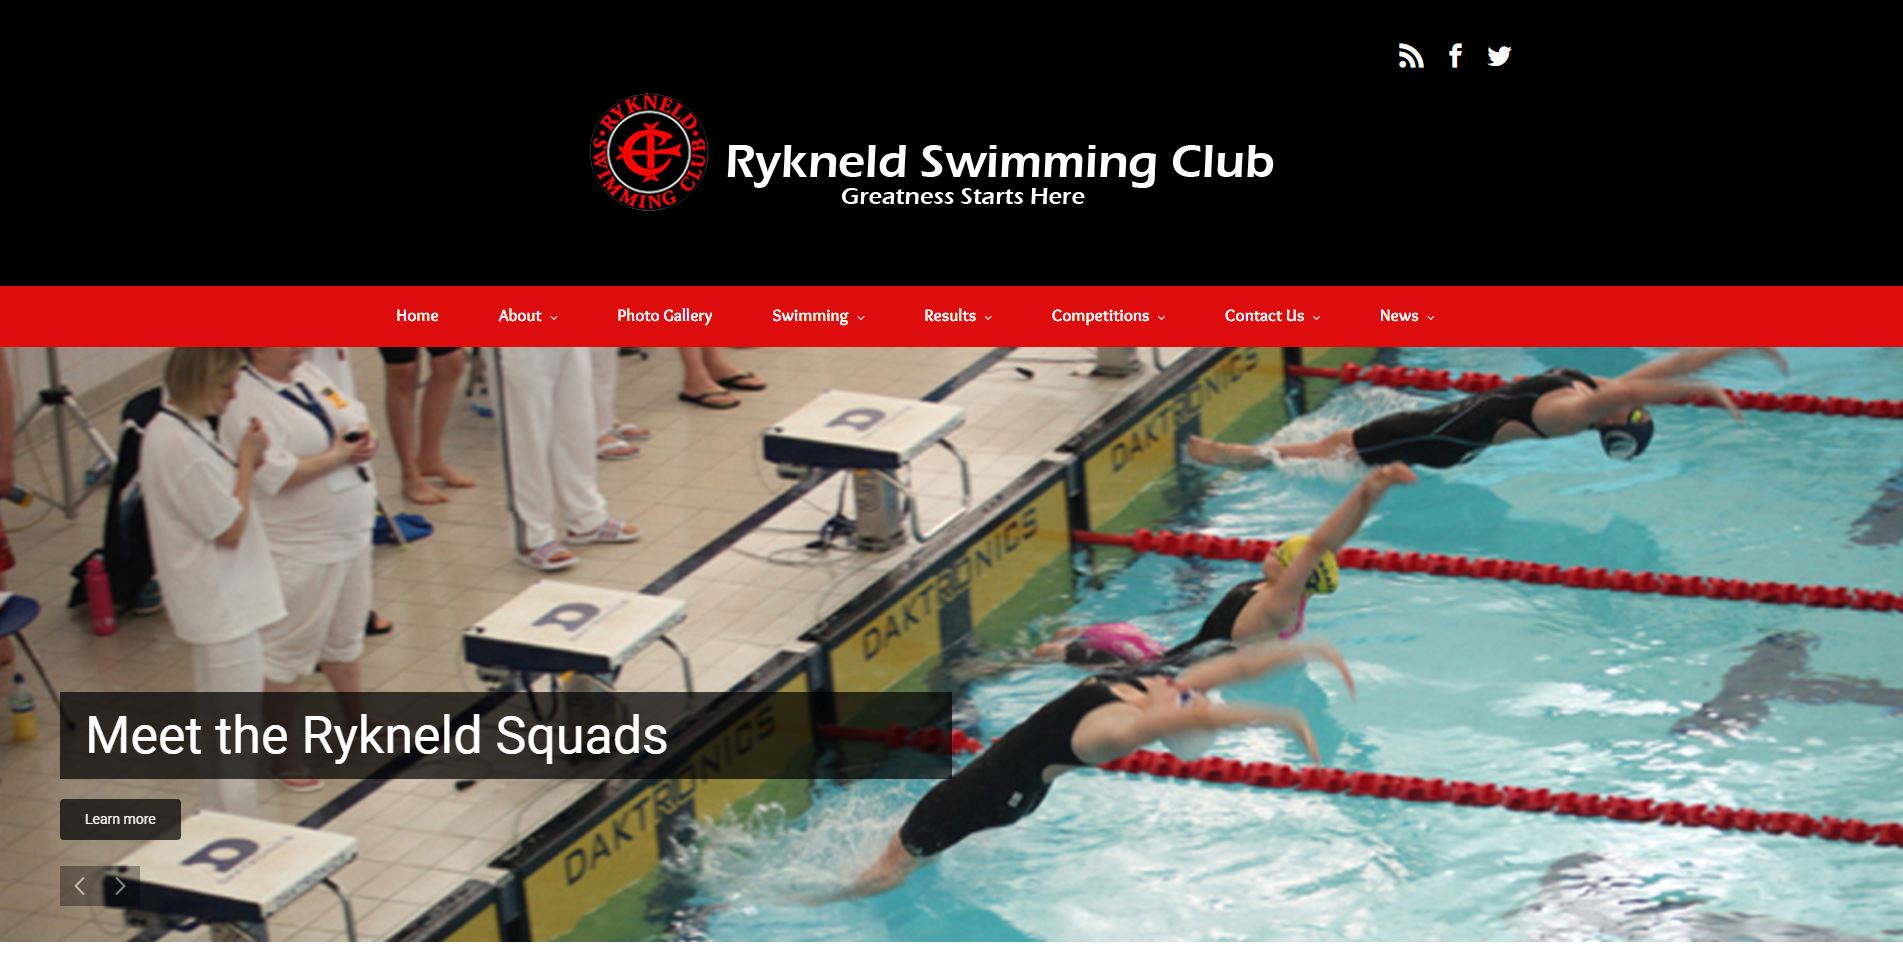 RYKNELD
SWIMMING CLUB
Rykneld Swimming Club
Greatness Starts Here
Home About Photo Gallery Swimming Results Competitions Contact Us News
DAKTRONICS
DAKTRONICS
DAKTRONICS
Meet the Rykneld Squads
Learn more